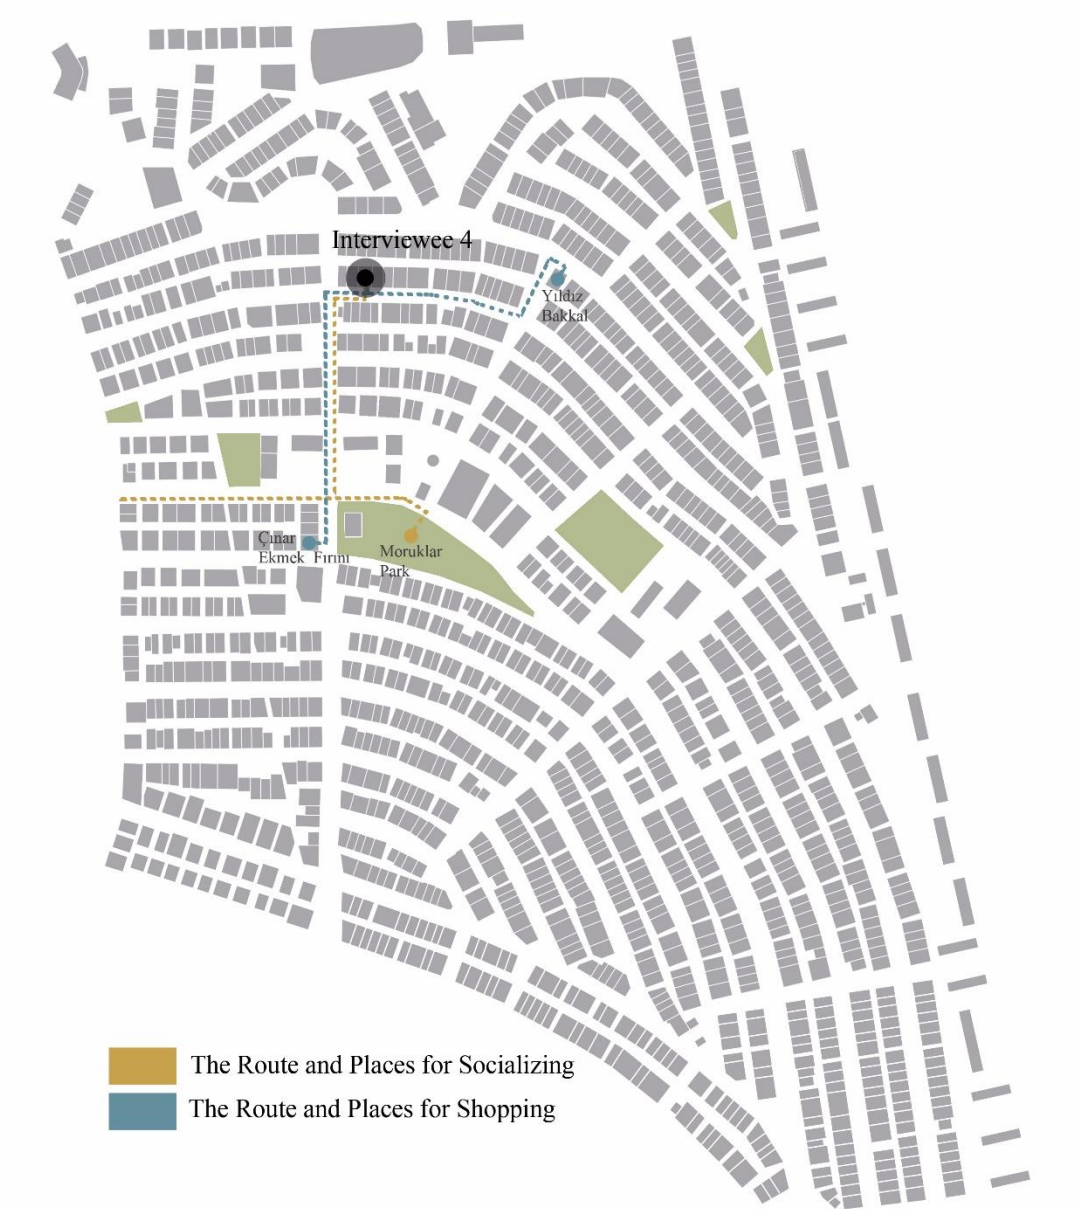 Interviewee 4
Yıldız
Bakkal
Çınar
Ekmek Fırını
Moruklar
Park
The Route and Places for Socializing
The Route and Places for Shopping